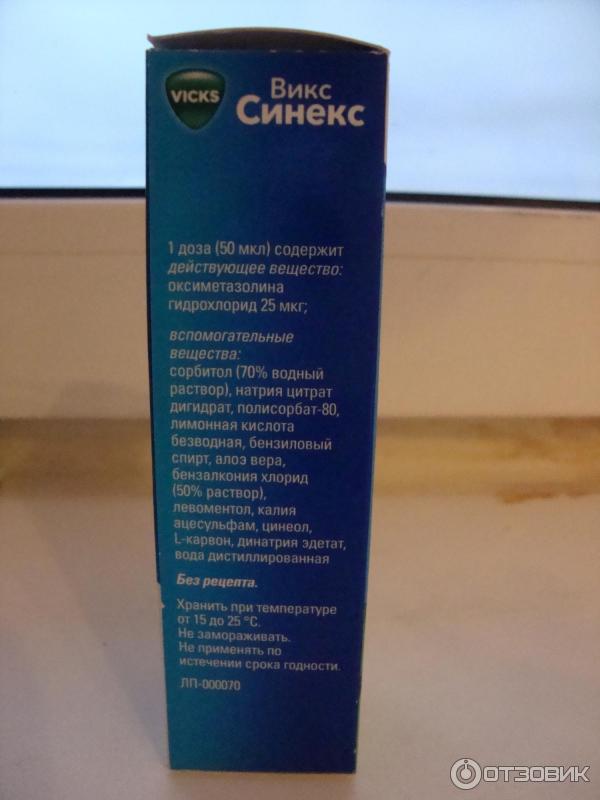 VICKS
Викс
Синекс
1 доза (50 мкл) содержит
действующее вещество:
оксиметазолина
гидрохлорид 25 мкг;
вспомогательные
вещества:
сорбитол (70% водный
раствор), натрия цитрат
дигидрат, полисорбат-80,
лимонная кислота
безводная, бензиловый
спирт, алоэ вера,
бензалкония хлорид
(50% раствор),
левоментол, калия
ацесульфам, цинеол,
L-карвон, динатрия эдетат,
вода дистиллированная
Без рецепта.
Хранить при температуре
от 15 до 25 °C.
Не замораживать.
Не применять по
истечении срока годности.
ЛП-000070
ОТЗОВИК